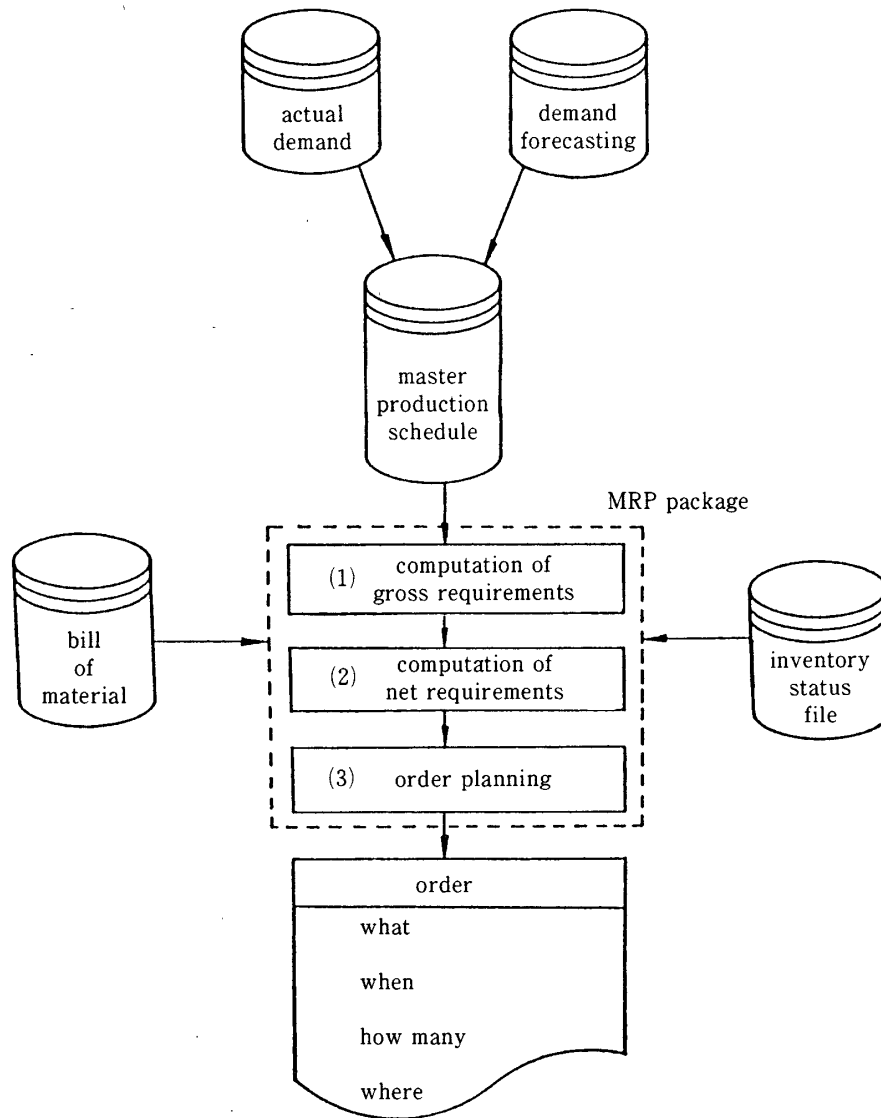 actual
demand
demand
forecasting
master
production
schedule
MRP package
(1) computation of
gross requirements
bill
of
material
(2) computation of
net requirements
inventory
status
file
(3) order planning
order
what
when
how many
where